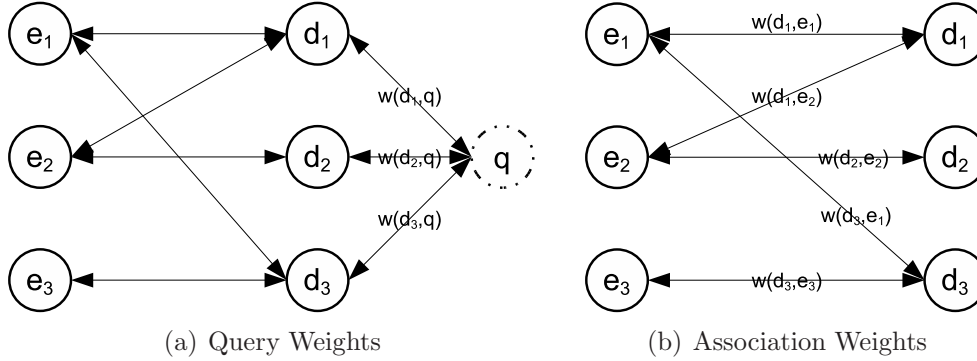 e1 d1 e1 w(d1,e1) d1
w(d1,q) w(d1,e2)
e2 d2 w(d2,q) q e2 w(d2,e2) d2
w(d3,q) w(d3,e1)
e3 d3 e3 w(d3,e3) d3
(a) Query Weights (b) Association Weights